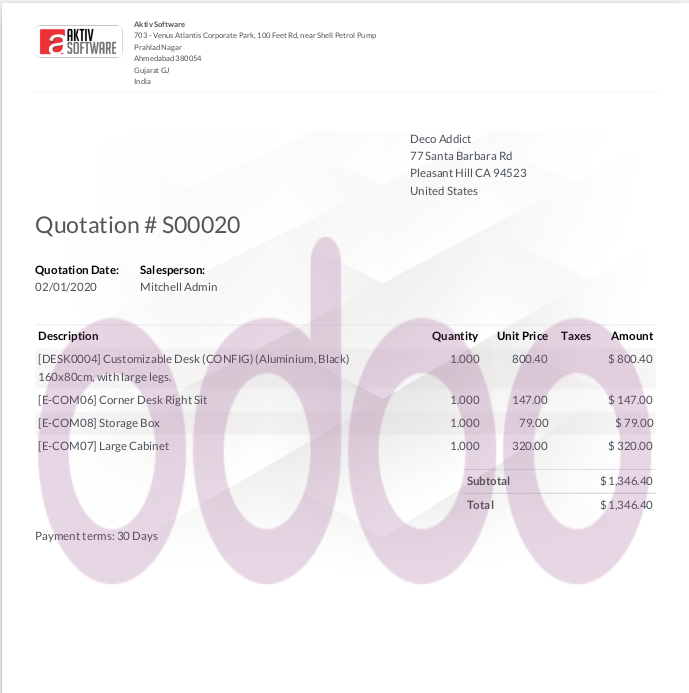 AKTIV
SOFTWARE
Aktiv Software
703 - Venus Atlantis Corporate Park, 100 Feet Rd, near Shell Petrol Pump
Prahlad Nagar
Ahmedabad 380054
Gujarat GJ
India
Deco Addict
77 Santa Barbara Rd
Pleasant Hill CA 94523
United States
Quotation # S00020
Quotation Date: Salesperson:
02/01/2020 Mitchell Admin
Description Quantity Unit Price Taxes Amount
[DESK0004] Customizable Desk (CONFIG) (Aluminium, Black) 1.000 800.40 $ 800.40
160x80cm, with large legs.
[E-COM06] Corner Desk Right Sit 1.000 147.00 $ 147.00
[E-COM08] Storage Box 1.000 79.00 $ 79.00
[E-COM07] Large Cabinet 1.000 320.00 $ 320.00
Subtotal $ 1,346.40
Total $ 1,346.40
Payment terms: 30 Days
odoo